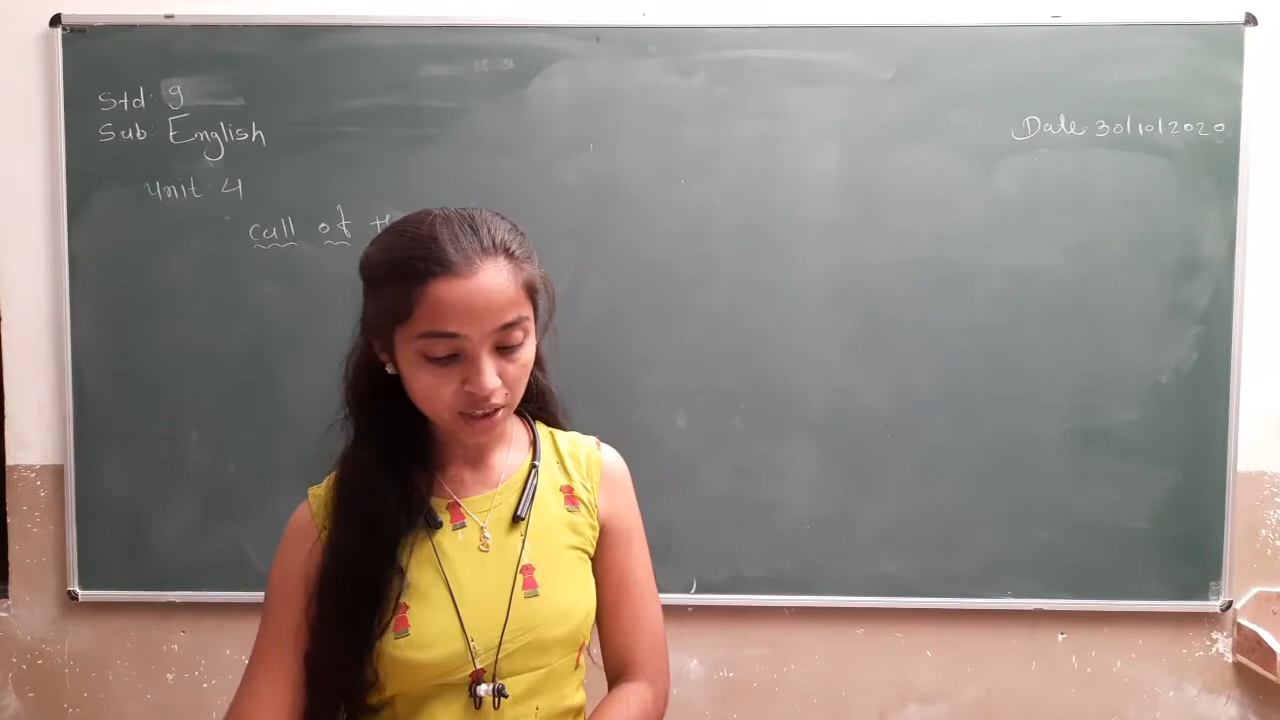 Std: 9
Sub: English
Date: 30/10/2020
Unit: 4
call of